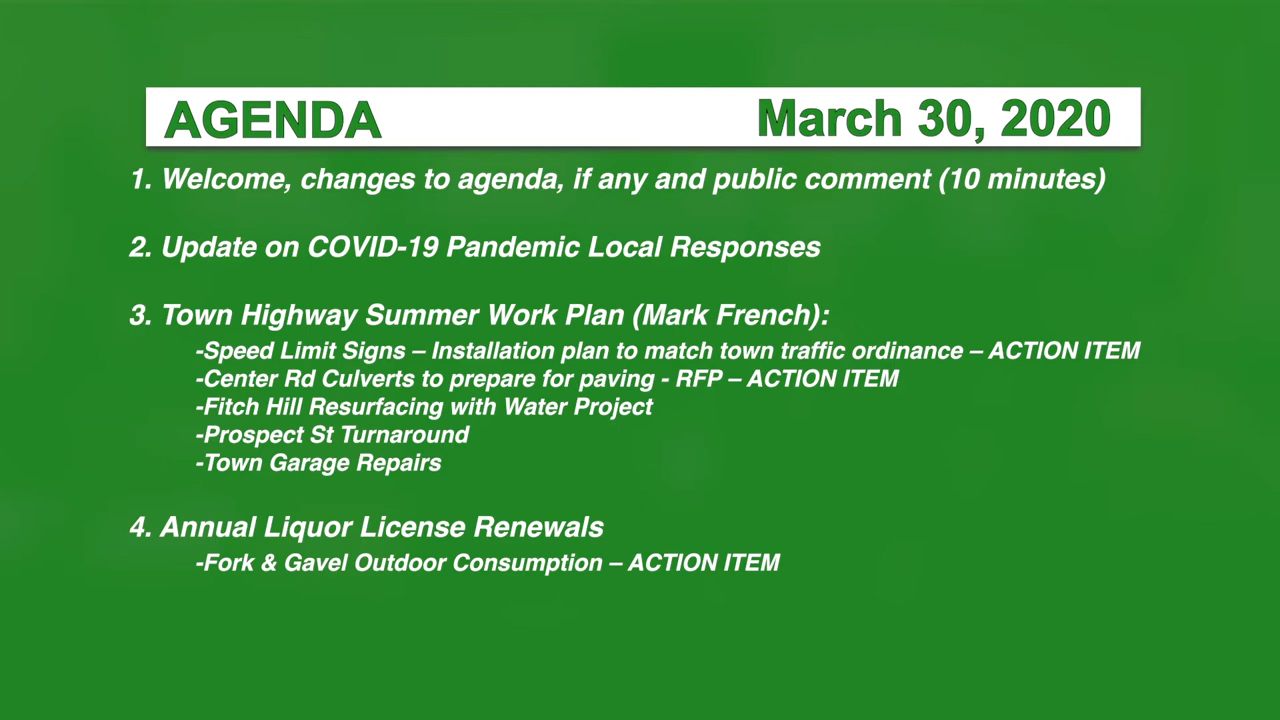 AGENDA March 30, 2020
1. Welcome, changes to agenda, if any and public comment (10 minutes)
2. Update on COVID-19 Pandemic Local Responses
3. Town Highway Summer Work Plan (Mark French):
-Speed Limit Signs – Installation plan to match town traffic ordinance – ACTION ITEM
-Center Rd Culverts to prepare for paving - RFP – ACTION ITEM
-Fitch Hill Resurfacing with Water Project
-Prospect St Turnaround
-Town Garage Repairs
4. Annual Liquor License Renewals
-Fork & Gavel Outdoor Consumption – ACTION ITEM